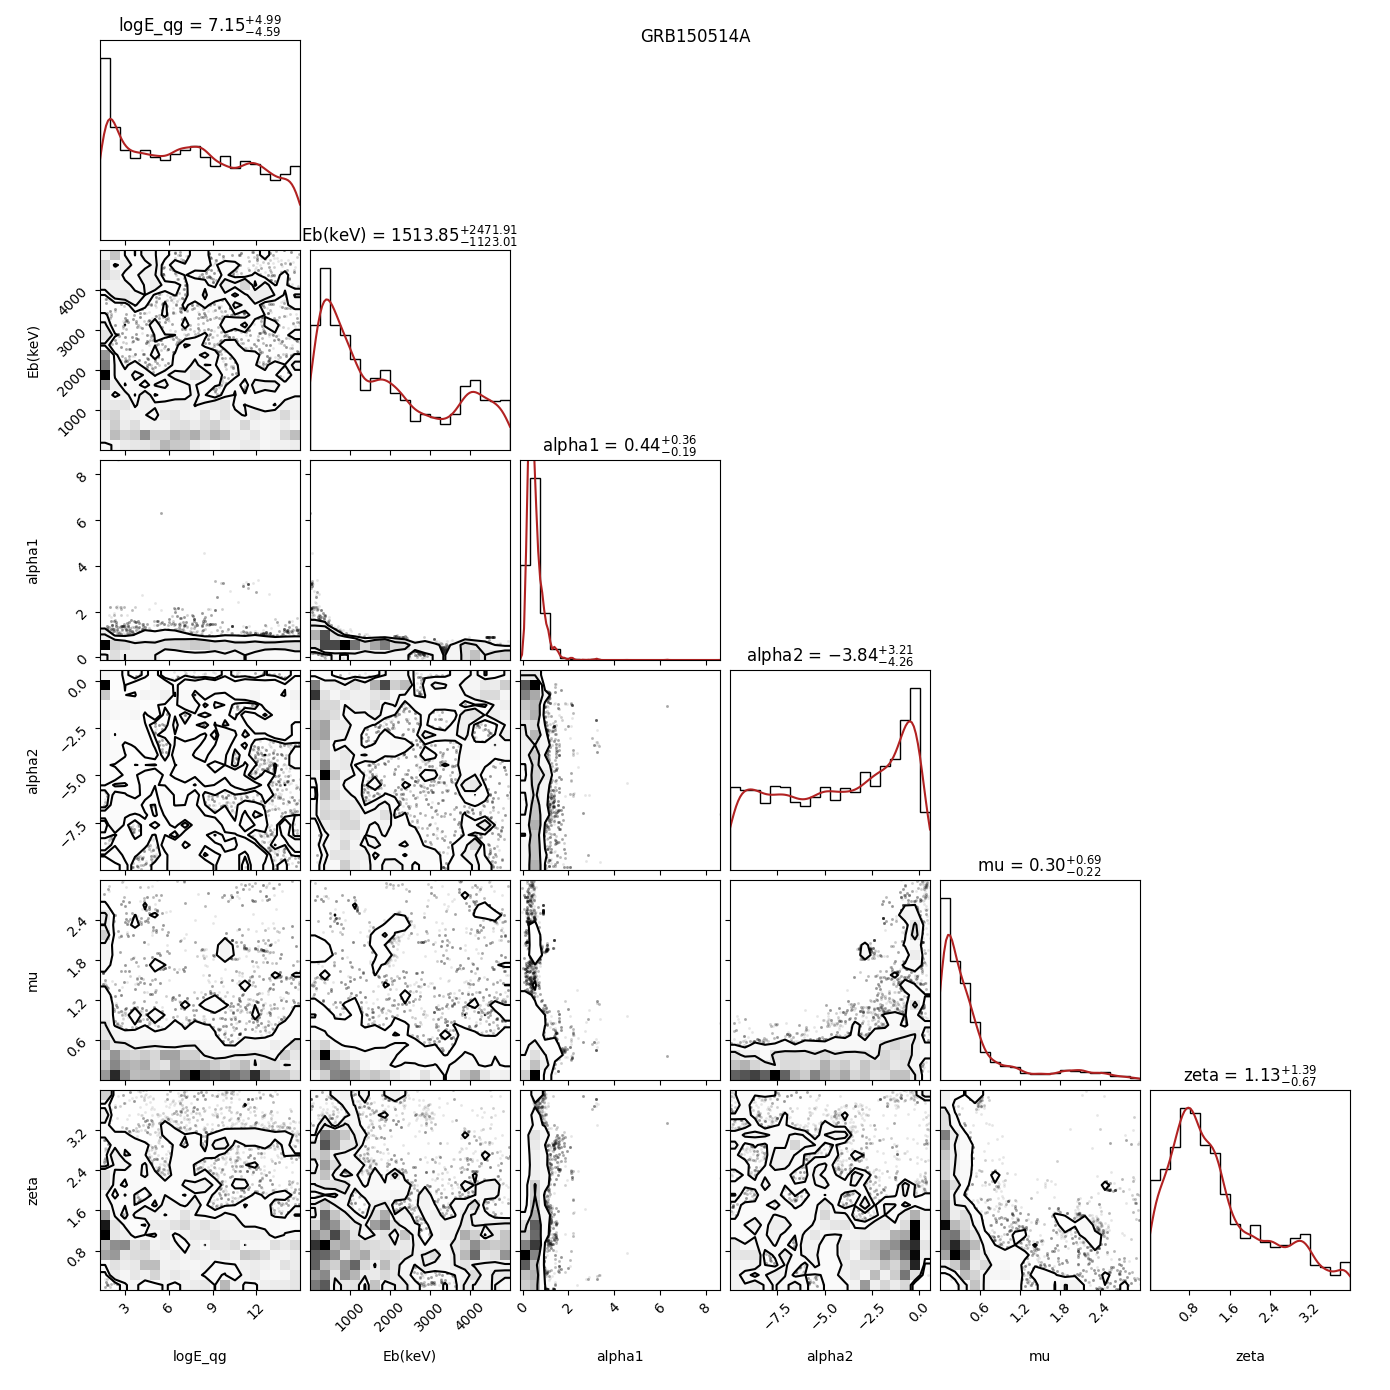 logE_qg = 7.15+4.99 −4.59
GRB150514A
Eb(keV) = 1513.85+2471.91 −1123.01
4000
3000
2000
1000
Eb(keV)
alpha1 = 0.44+0.36 −0.19
8
6
4
2
0
alpha1
alpha2 = −3.84+3.21 −4.26
0.0
−2.5
−5.0
−7.5
alpha2
mu = 0.30+0.69 −0.22
2.4
1.8
1.2
0.6
mu
zeta = 1.13+1.39 −0.67
3.2
2.4
1.6
0.8
zeta
3 6 9 12
1000 2000 3000 4000
0 2 4 6 8
−7.5 −5.0 −2.5 0.0
0.6 1.2 1.8 2.4
0.8 1.6 2.4 3.2
logE_qg Eb(keV) alpha1 alpha2 mu zeta